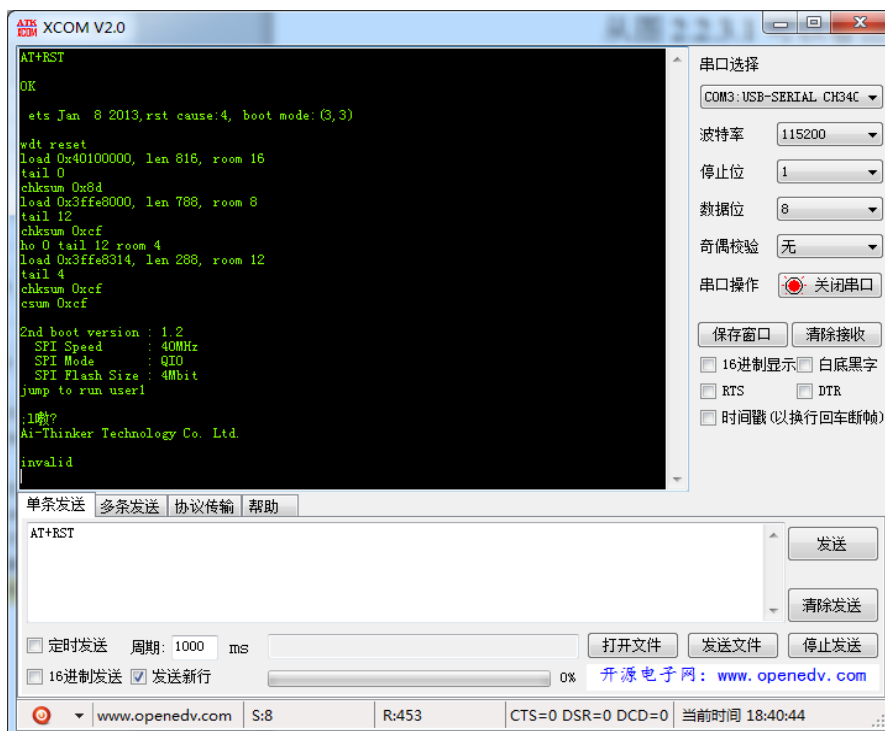 XCOM V2.0
AT+RST
OK
ets Jan 8 2013,rst cause:4, boot mode:(3,3)
wdt reset
load 0x40100000, len 816, room 16
tail 0
chksum 0x8d
load 0x3ffe8000, len 788, room 8
tail 12
chksum 0xcf
ho 0 tail 12 room 4
load 0x3ffe8314, len 288, room 12
tail 4
chksum 0xcf
csum 0xcf
2nd boot version : 1.2
SPI Speed : 40MHz
SPI Mode : QIO
SPI Flash Size : 4Mbit
jump to run user1
Ai-Thinker Technology Co. Ltd.
invalid
串口选择
COM3:USB-SERIAL CH34
波特率 115200
停止位 1
数据位 8
奇偶校验 无
串口操作 关闭串口
保存窗口 清除接收
16进制显示 白底黑字
RTS DTR
时间戳(以换行回车断帧)
单条发送 多条发送 协议传输 帮助
AT+RST
发送
清除发送
定时发送 周期: 1000 ms 打开文件 发送文件 停止发送
16进制发送 发送新行 0% 开源电子网: www.openedv.com
www.openedv.com S:8 R:453 CTS=0 DSR=0 DCD=0 当前时间 18:40:44